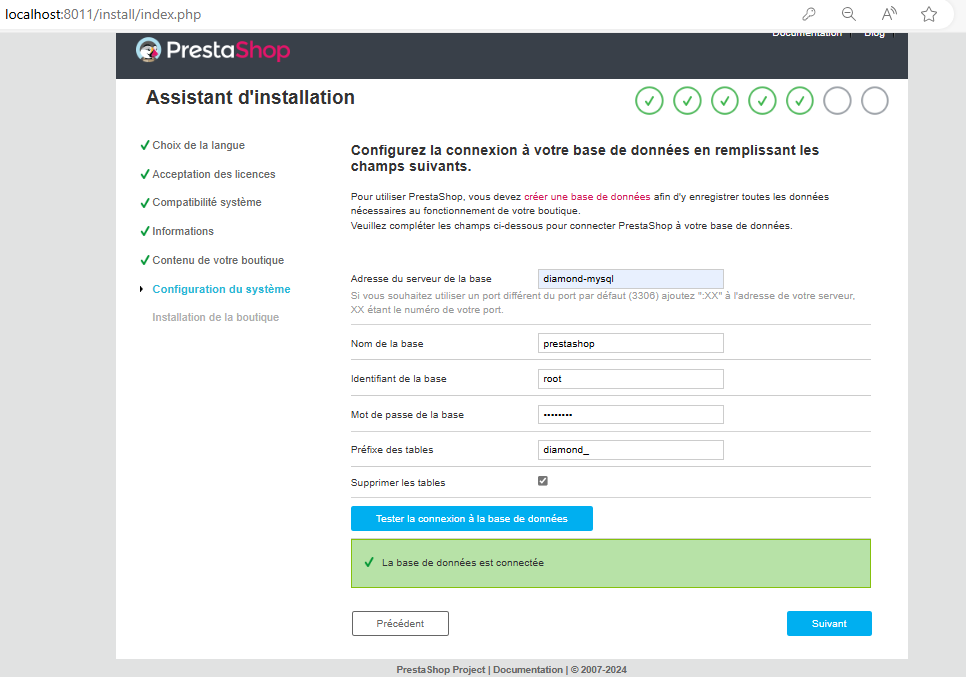 localhost:8011/install/index.php
Documentation
Blog
PrestaShop
Assistant d'installation
Choix de la langue
Acceptation des licences
Compatibilité système
Informations
Contenu de votre boutique
Configuration du système
Installation de la boutique
Configurez la connexion à votre base de données en remplissant les
champs suivants.
Pour utiliser PrestaShop, vous devez créer une base de données afin d'y enregistrer toutes les données
nécessaires au fonctionnement de votre boutique.
Veuillez compléter les champs ci-dessous pour connecter PrestaShop à votre base de données.
Adresse du serveur de la base
diamond-mysql
Si vous souhaitez utiliser un port différent du port par défaut (3306) ajoutez ":XX" à l'adresse de votre serveur,
XX étant le numéro de votre port.
Nom de la base
prestashop
Identifiant de la base
root
Mot de passe de la base
••••••••
Préfixe des tables
diamond_
Supprimer les tables
Tester la connexion à la base de données
La base de données est connectée
Précédent
Suivant
PrestaShop Project | Documentation | © 2007-2024